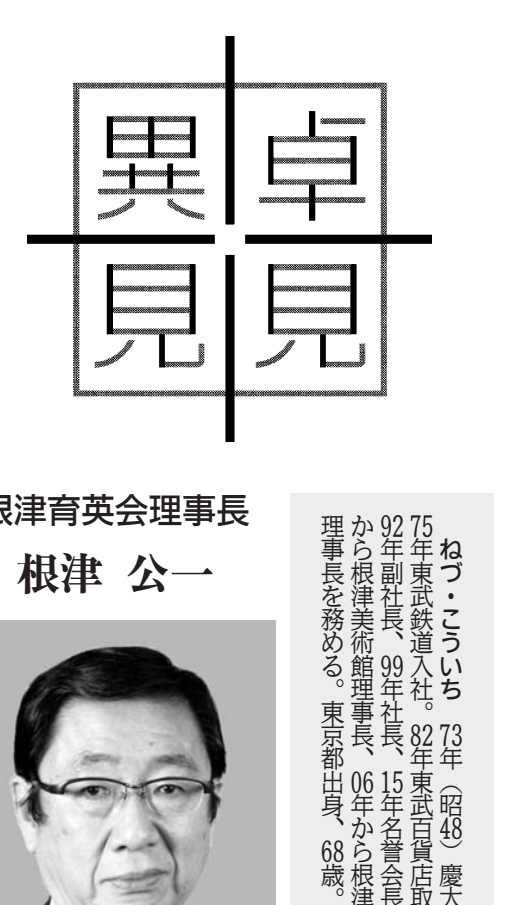 卓見
異見
根津育英会理事長
根津 公一
ねづ・こういち 73年（昭48）慶大
75年東武鉄道入社。82年東武百貨店取
92年副社長、99年社長、15年名誉会長
から根津美術館理事長、06年から根津
理事長を務める。東京都出身、68歳。